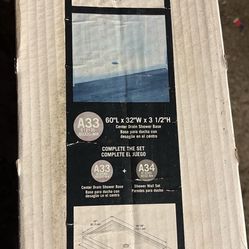 A33
60"L x 32"W x 3 1/2"H
Center Drain Shower Base
Base para ducha con
desagüe en el centro
COMPLETE THE SET
COMPLETE EL JUEGO
A33 + A34
Center Drain Shower Base
Base para ducha con
desagüe en el centro
Shower Wall Set
Paredes para ducha